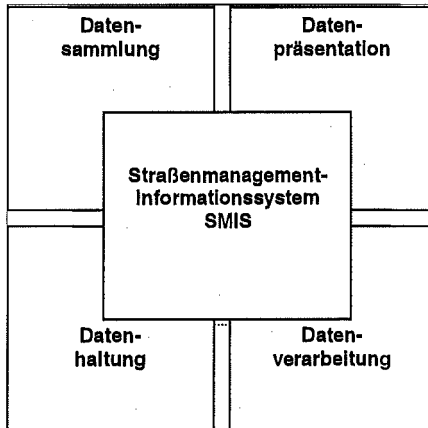 Daten-
sammlung
Daten-
präsentation
Straßenmanagement-
Informationssystem
SMIS
Daten-
haltung
Daten-
verarbeitung